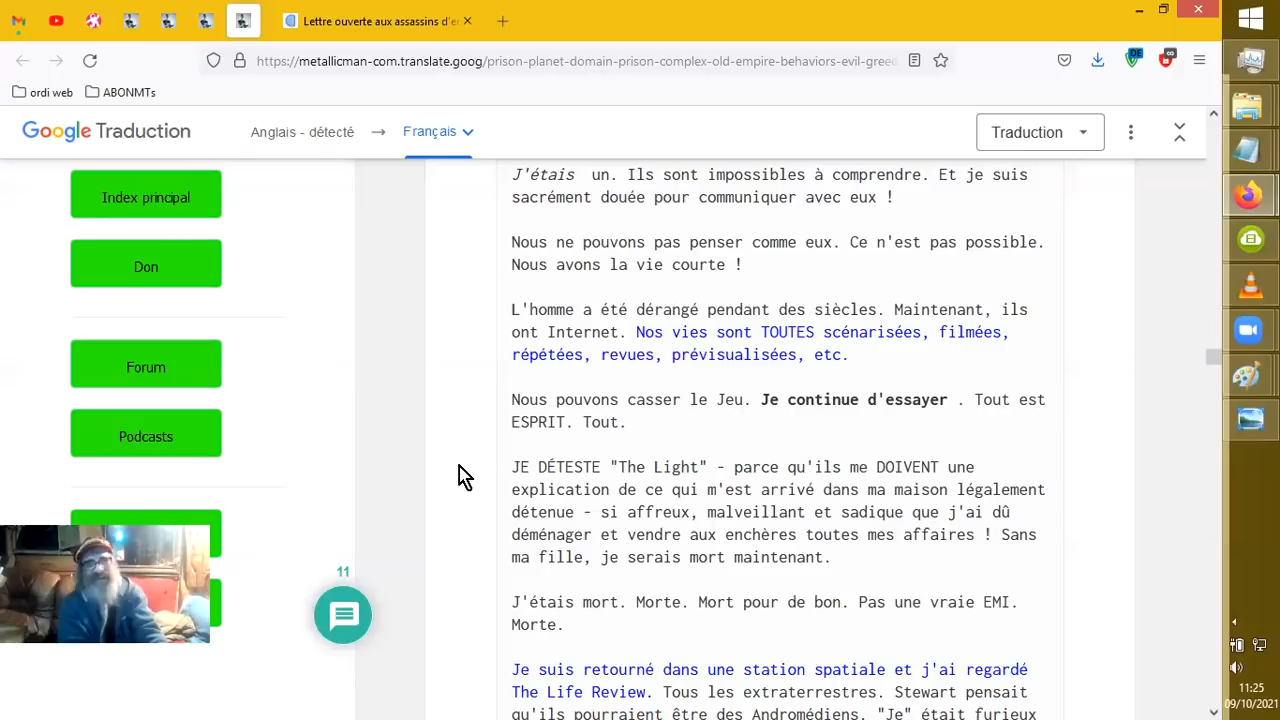 Lettre ouverte aux assassins d'e
https://metallicman-com.translate.goog/prison-planet-domain-prison-complex-old-empire-behaviors-evil-greed
ordi web
ABONMTs
Google Traduction
Anglais - détecté
Français
Traduction
Index principal
Don
Forum
Podcasts
11
J'étais un. Ils sont impossibles à comprendre. Et je suis
sacrément douée pour communiquer avec eux !
Nous ne pouvons pas penser comme eux. Ce n'est pas possible.
Nous avons la vie courte !
L'homme a été dérangé pendant des siècles. Maintenant, ils
ont Internet. Nos vies sont TOUTES scénarisées, filmées,
répétées, revues, prévisualisées, etc.
Nous pouvons casser le Jeu. Je continue d'essayer . Tout est
ESPRIT. Tout.
JE DÉTESTE "The Light" - parce qu'ils me DOIVENT une
explication de ce qui m'est arrivé dans ma maison légalement
détenue - si affreux, malveillant et sadique que j'ai dû
déménager et vendre aux enchères toutes mes affaires ! Sans
ma fille, je serais mort maintenant.
J'étais mort. Morte. Mort pour de bon. Pas une vraie EMI.
Morte.
Je suis retourné dans une station spatiale et j'ai regardé
The Life Review. Tous les extraterrestres. Stewart pensait
qu'ils pourraient être des Andromédiens. "Je" était furieux
DE
∞
11:25
09/10/2021